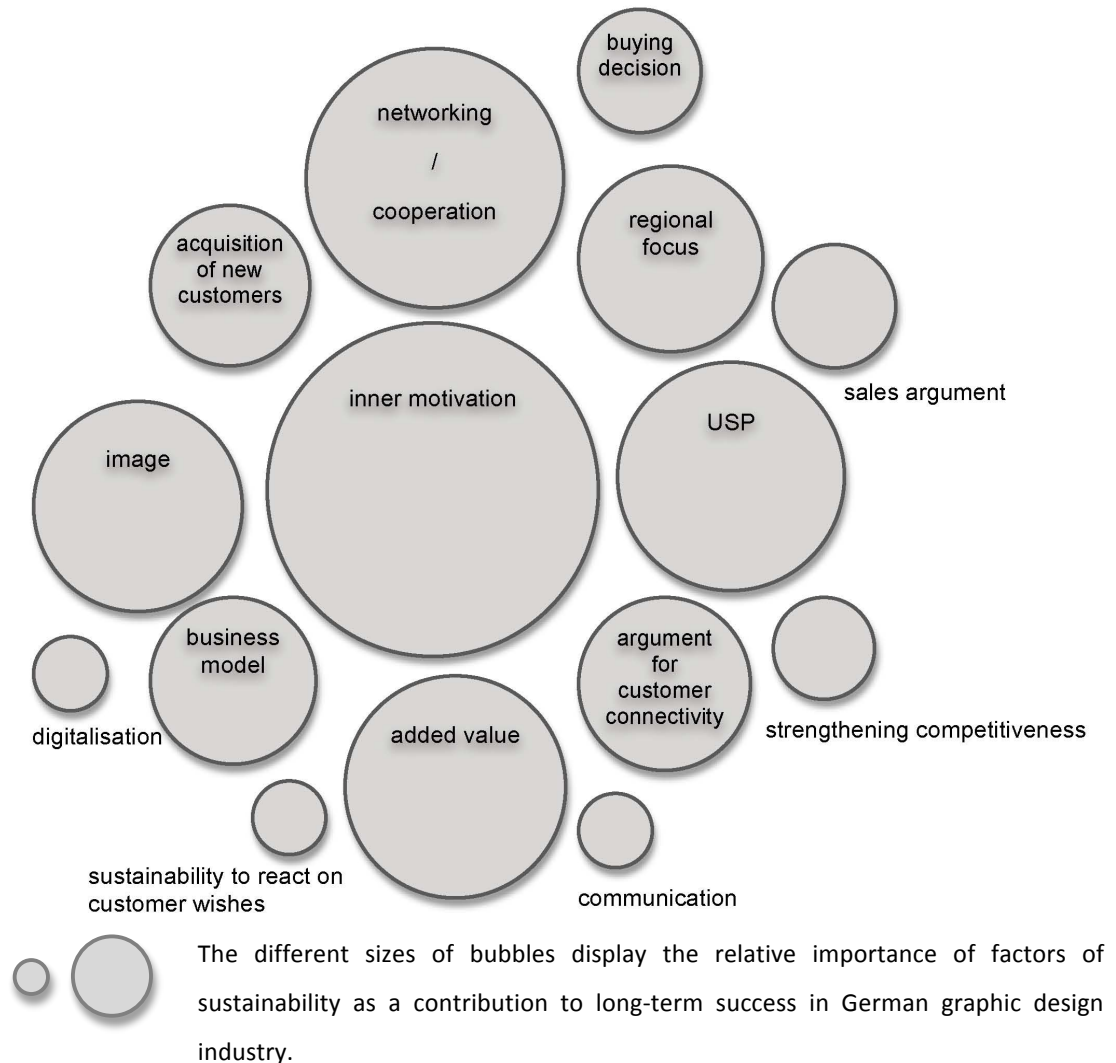 buying
decision
networking
/
cooperation
regional
focus
acquisition
of new
customers
sales argument
inner motivation
USP
image
business
model
argument
for
customer
connectivity
strengthening competitiveness
digitalisation
added value
sustainability to react on
customer wishes
communication
The different sizes of bubbles display the relative importance of factors of
sustainability as a contribution to long-term success in German graphic design
industry.